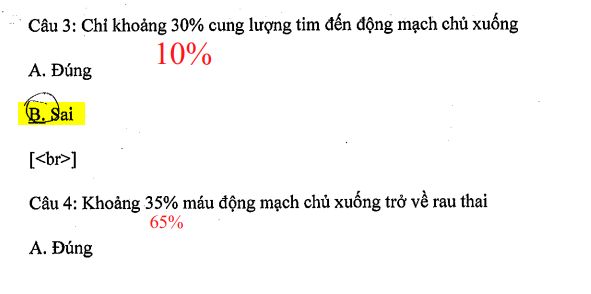 Câu 3: Chỉ khoảng 30% cung lượng tim đến động mạch chủ xuống
10%
A. Đúng
B. Sai
[<br>]
Câu 4: Khoảng 35% máu động mạch chủ xuống trở về rau thai
65%
A. Đúng